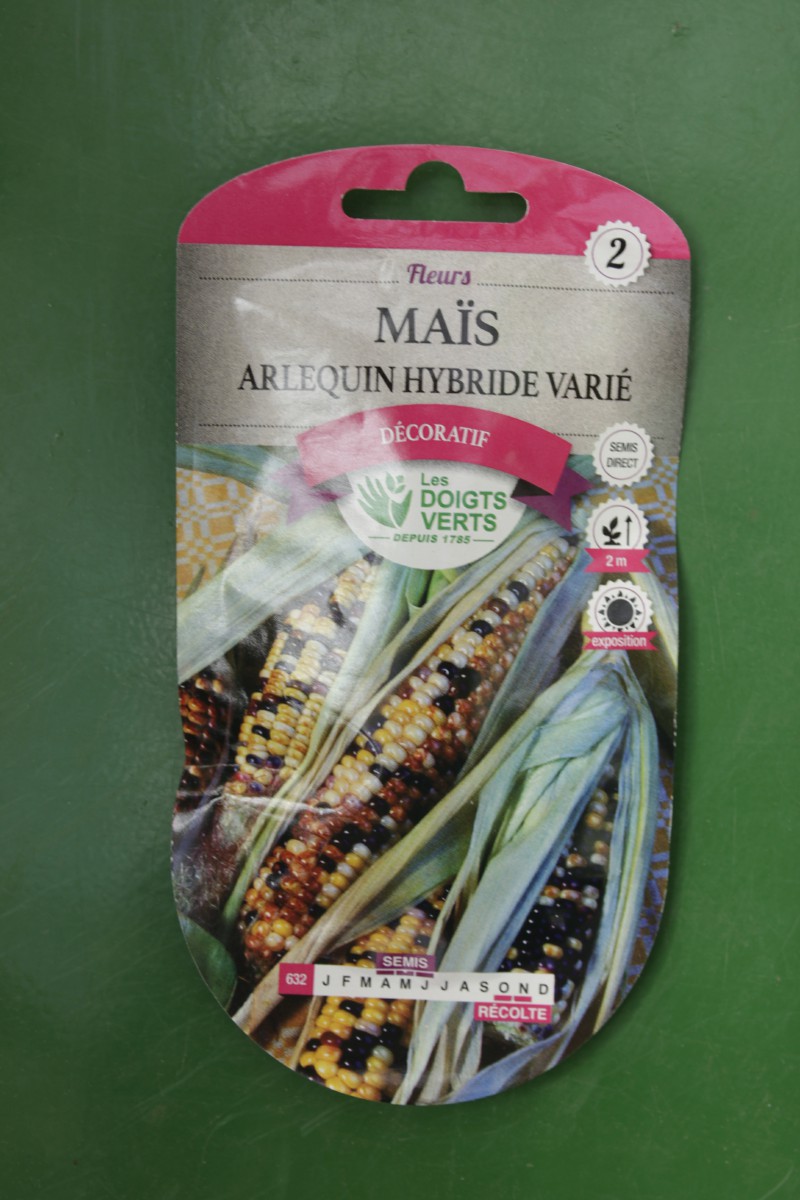 2
Fleurs
MAÏS
ARLEQUIN HYBRIDE VARIÉ
DÉCORATIF
SEMIS
DIRECT
Les
DOIGTS
VERTS
DEPUIS 1785
2 m
exposition
SEMIS
632 J F M A M J J A S O N D
RÉCOLTE